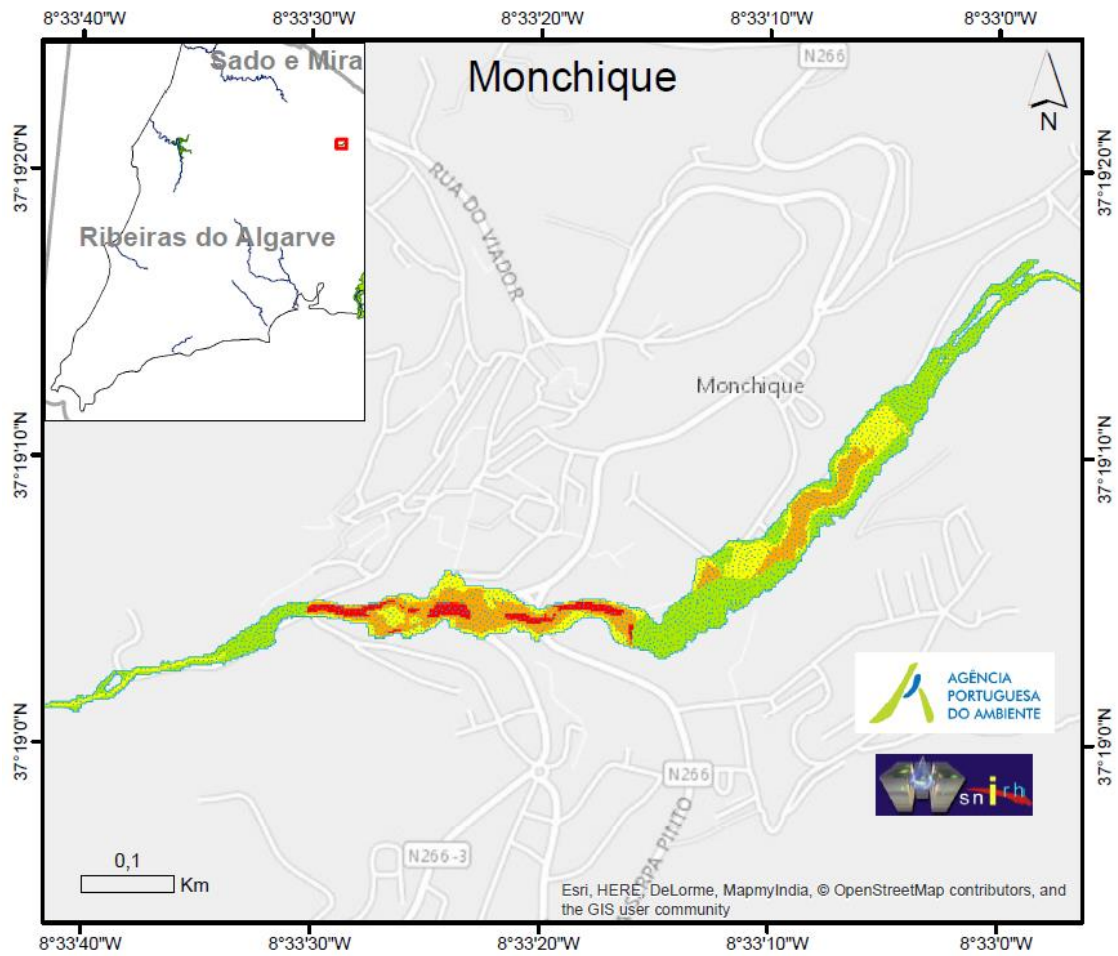 8°33'40"W
8°33'30"W
8°33'20"W
8°33'10"W
8°33'0"W
Sado e Mira
Monchique
N266
N
37°19'20"N
37°19'20"N
RUA DO VIADOR
Ribeiras do Algarve
Monchique
37°19'10"N
37°19'10"N
AGÊNCIA
PORTUGUESA
DO AMBIENTE
37°19'0"N
37°19'0"N
N266
snirh
SERPA PINTO
N266-3
0,1
Km
Esri, HERE, DeLorme, MapmyIndia, © OpenStreetMap contributors, and
the GIS user community
8°33'40"W
8°33'30"W
8°33'20"W
8°33'10"W
8°33'0"W